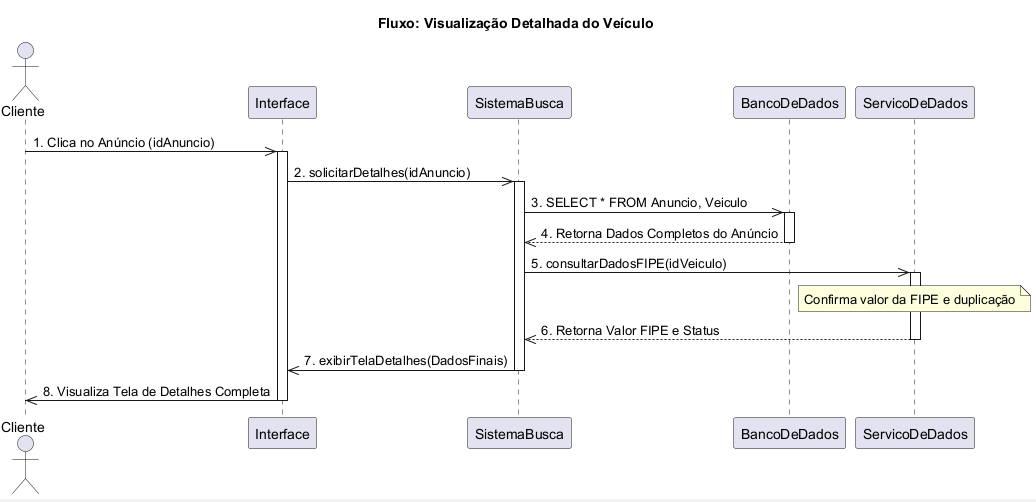 Fluxo: Visualização Detalhada do Veículo
Cliente
Interface
SistemaBusca
BancoDeDados
ServicoDeDados
1. Clica no Anúncio (idAnuncio)
2. solicitarDetalhes(idAnuncio)
3. SELECT * FROM Anuncio, Veiculo
4. Retorna Dados Completos do Anúncio
5. consultarDadosFIPE(idVeiculo)
Confirma valor da FIPE e duplicação
6. Retorna Valor FIPE e Status
7. exibirTelaDetalhes(DadosFinais)
8. Visualiza Tela de Detalhes Completa
Cliente
Interface
SistemaBusca
BancoDeDados
ServicoDeDados